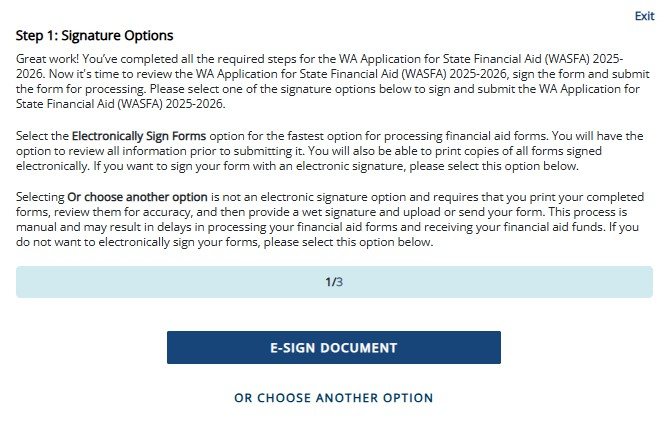 Exit
Step 1: Signature Options
Great work! You’ve completed all the required steps for the WA Application for State Financial Aid (WASFA) 2025-
2026. Now it's time to review the WA Application for State Financial Aid (WASFA) 2025-2026, sign the form and submit
the form for processing. Please select one of the signature options below to sign and submit the WA Application for
State Financial Aid (WASFA) 2025-2026.
Select the Electronically Sign Forms option for the fastest option for processing financial aid forms. You will have the
option to review all information prior to submitting it. You will also be able to print copies of all forms signed
electronically. If you want to sign your form with an electronic signature, please select this option below.
Selecting Or choose another option is not an electronic signature option and requires that you print your completed
forms, review them for accuracy, and then provide a wet signature and upload or send your form. This process is
manual and may result in delays in processing your financial aid forms and receiving your financial aid funds. If you
do not want to electronically sign your forms, please select this option below.
1/3
E-SIGN DOCUMENT
OR CHOOSE ANOTHER OPTION